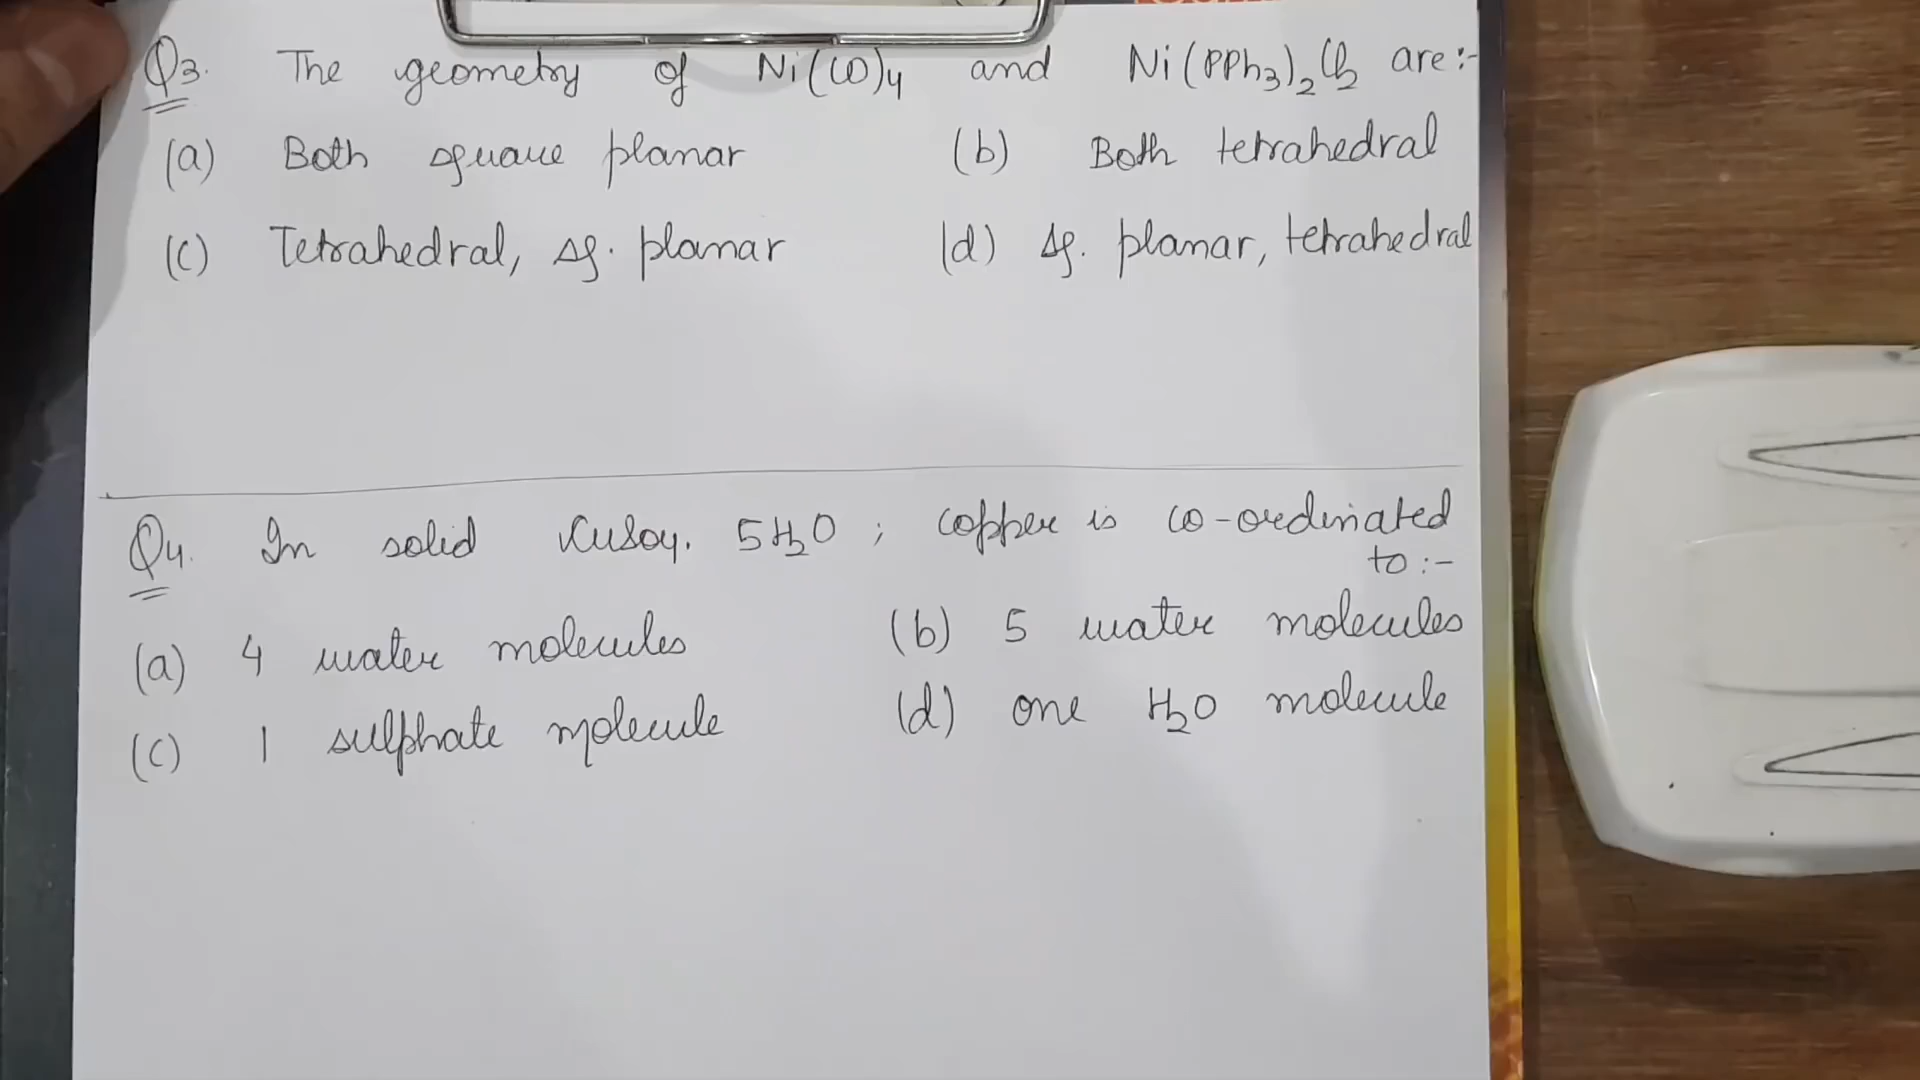 Q3. The geometry of Ni(CO)4 and Ni(PPh3)2Cl2 are:-
(a) Both square planar (b) Both tetrahedral
(c) Tetrahedral, sq. planar (d) sq. planar, tetrahedral
Q4. In solid CuSO4. 5H2O ; copper is co-ordinated
to :-
(a) 4 water molecules (b) 5 water molecules
(c) 1 sulphate molecule (d) one H2O molecule